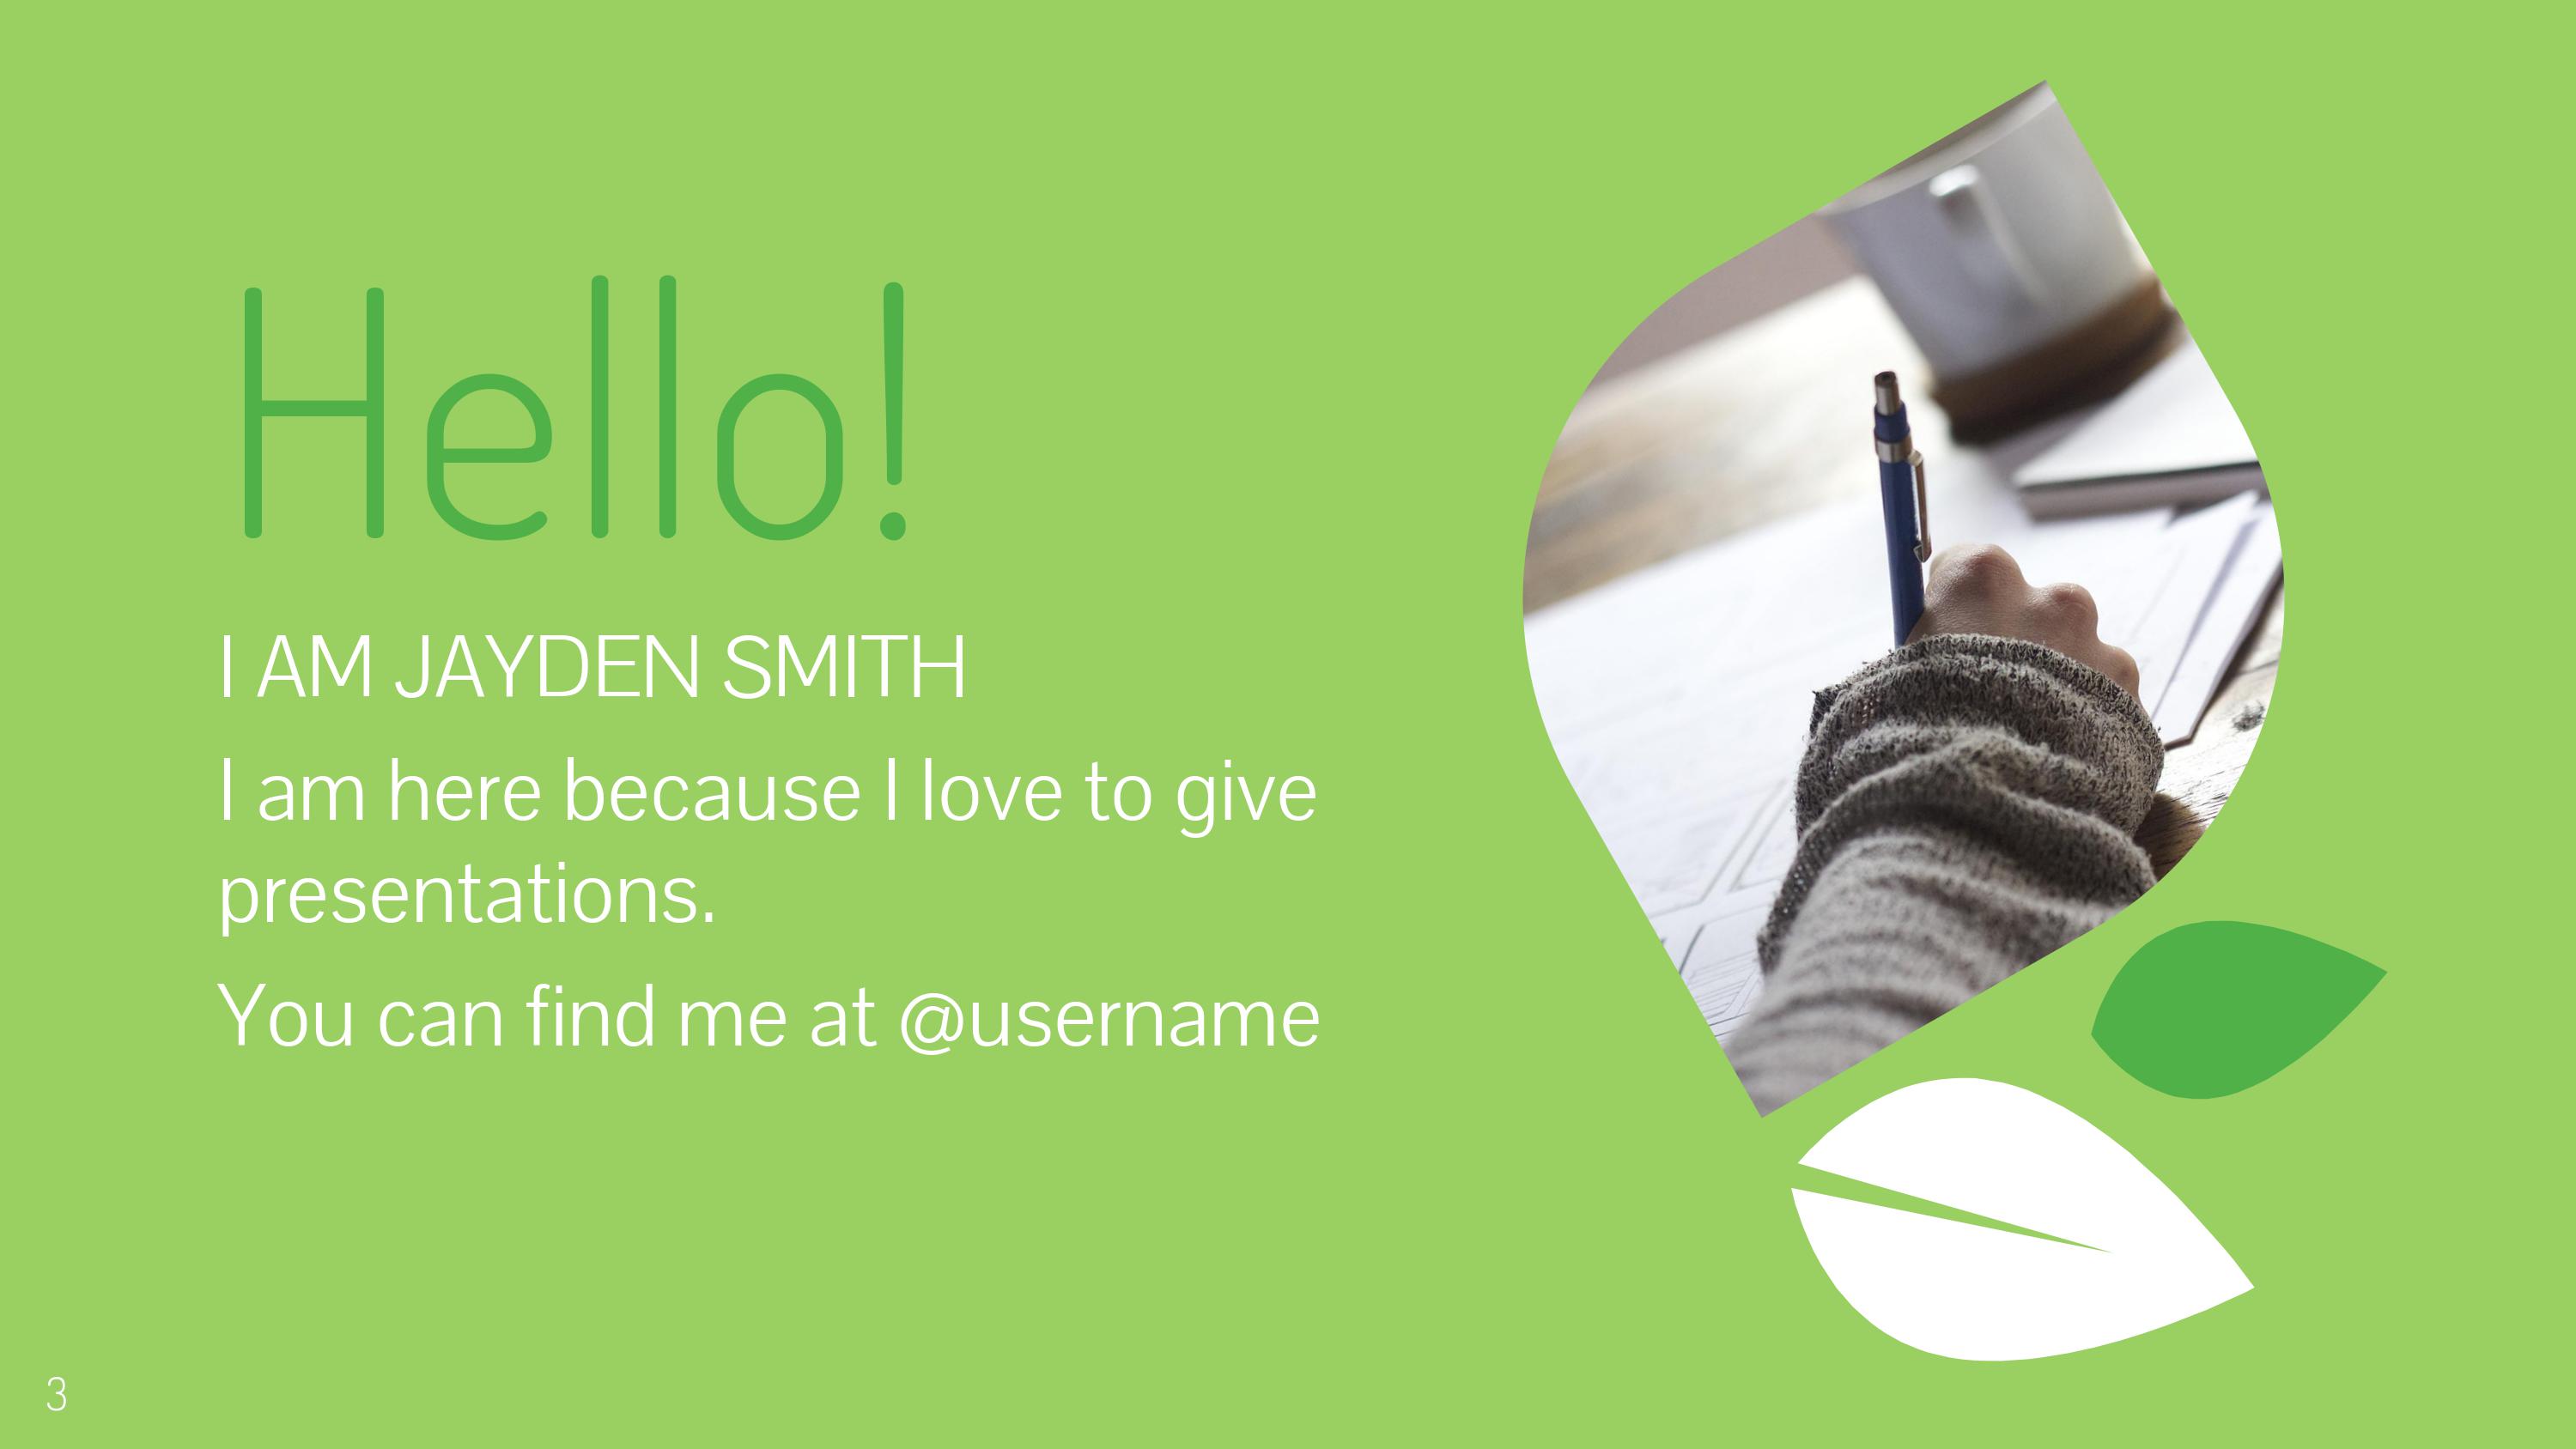 Hello!
I AM JAYDEN SMITH
I am here because I love to give
presentations.
You can find me at @username
3